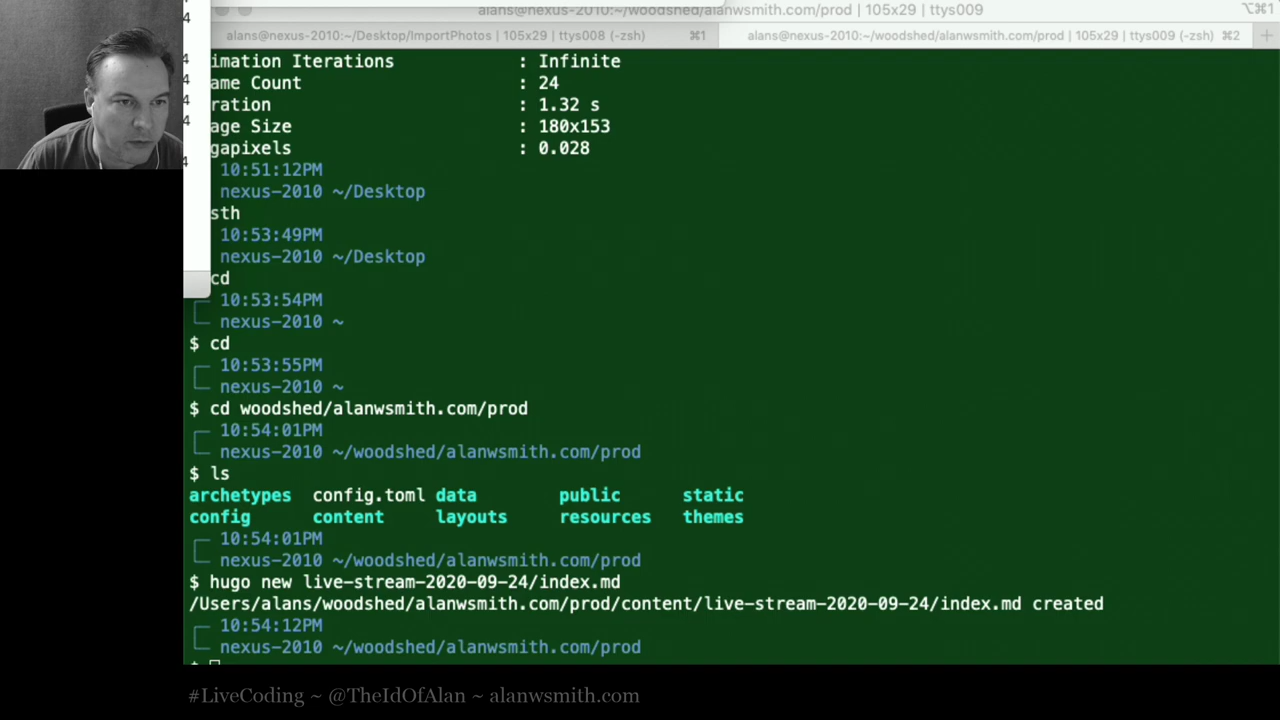 alans@nexus-2010:~/woodshed/alanwsmith.com/prod | 105x29 | ttys009 ⌥⌘1
alans@nexus-2010:~/Desktop/ImportPhotos | 105x29 | ttys008 (-zsh) ⌘1 alans@nexus-2010:~/woodshed/alanwsmith.com/prod | 105x29 | ttys009 (-zsh) ⌘2 +
4
4
4
4
4
4
imation Iterations : Infinite
ame Count : 24
ration : 1.32 s
age Size : 180x153
gapixels : 0.028
10:51:12PM
nexus-2010 ~/Desktop
sth
10:53:49PM
nexus-2010 ~/Desktop
cd
10:53:54PM
nexus-2010 ~
$ cd
10:53:55PM
nexus-2010 ~
$ cd woodshed/alanwsmith.com/prod
10:54:01PM
nexus-2010 ~/woodshed/alanwsmith.com/prod
$ ls
archetypes config.toml data public static
config content layouts resources themes
10:54:01PM
nexus-2010 ~/woodshed/alanwsmith.com/prod
$ hugo new live-stream-2020-09-24/index.md
/Users/alans/woodshed/alanwsmith.com/prod/content/live-stream-2020-09-24/index.md created
10:54:12PM
nexus-2010 ~/woodshed/alanwsmith.com/prod
#LiveCoding ~ @TheIdOfAlan ~ alanwsmith.com